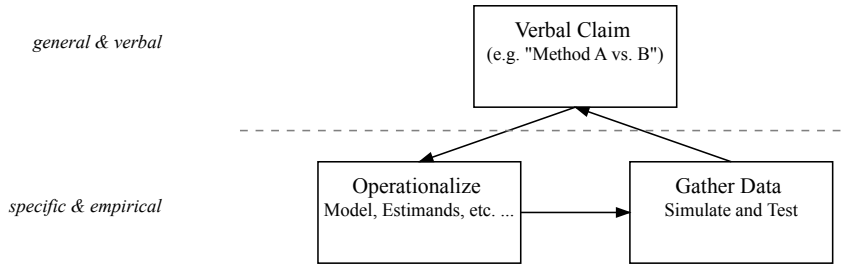 general & verbal
Verbal Claim
(e.g. "Method A vs. B")
specific & empirical
Operationalize
Model, Estimands, etc. ...
Gather Data
Simulate and Test